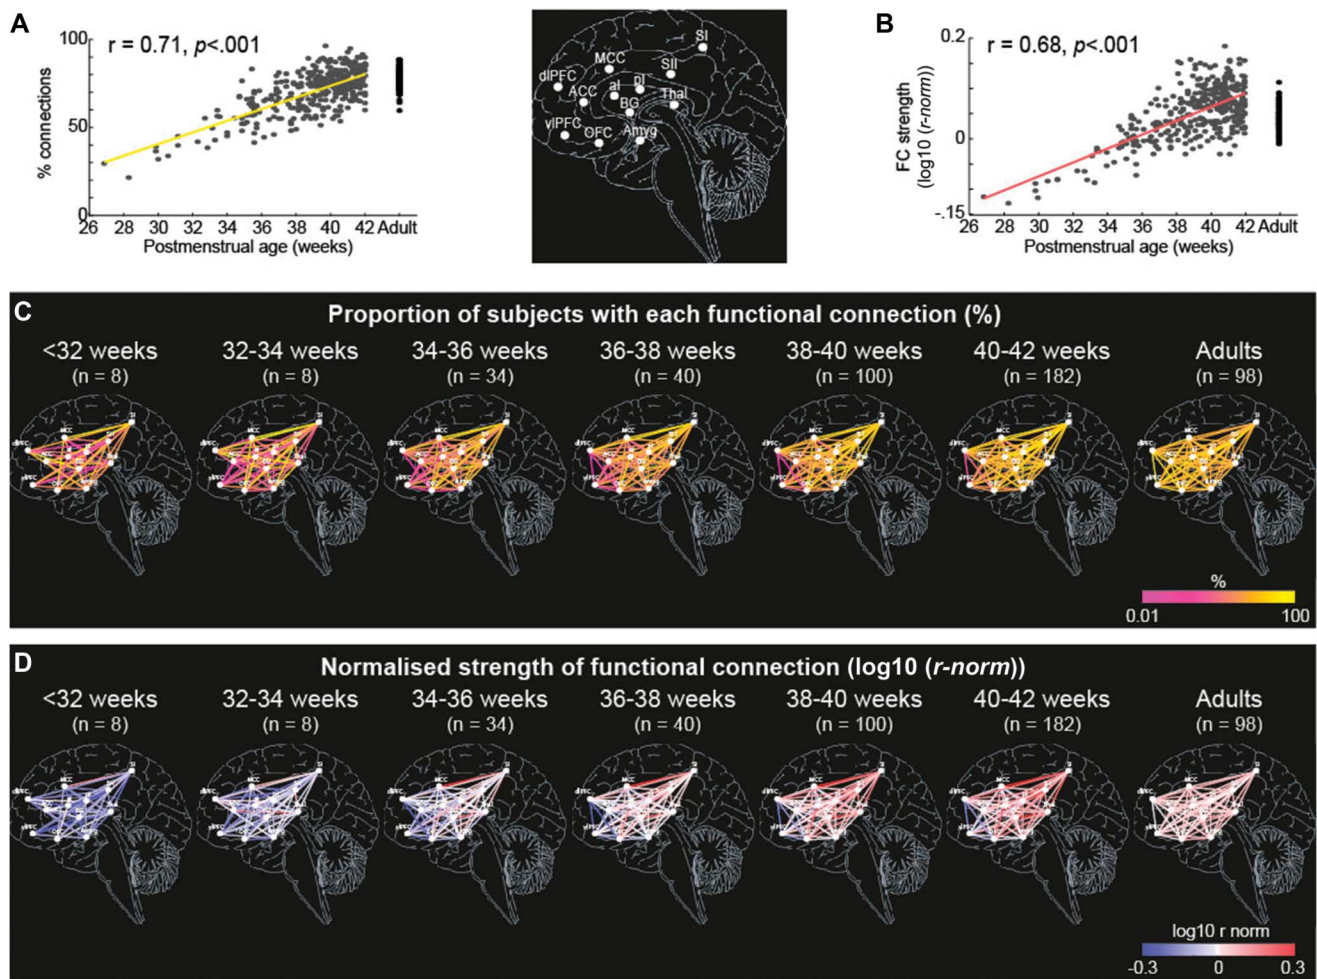 A
r = 0.71, p<.001
% connections
100
50
0
26 28 30 32 34 36 38 40 42 Adult
Postmenstrual age (weeks)
SI
MCC
SII
dlPFC
ACC
aI
pI
Thal
BG
vlPFC
OFC
Amyg
B
r = 0.68, p<.001
FC strength
(log10 (r-norm))
0.2
0
-.15
26 28 30 32 34 36 38 40 42 Adult
Postmenstrual age (weeks)
C
Proportion of subjects with each functional connection (%)
<32 weeks 32-34 weeks 34-36 weeks 36-38 weeks 38-40 weeks 40-42 weeks Adults
(n = 8) (n = 8) (n = 34) (n = 40) (n = 100) (n = 182) (n = 98)
%
0.01 100
D
Normalised strength of functional connection (log10 (r-norm))
<32 weeks 32-34 weeks 34-36 weeks 36-38 weeks 38-40 weeks 40-42 weeks Adults
(n = 8) (n = 8) (n = 34) (n = 40) (n = 100) (n = 182) (n = 98)
log10 r norm
-0.3 0 0.3